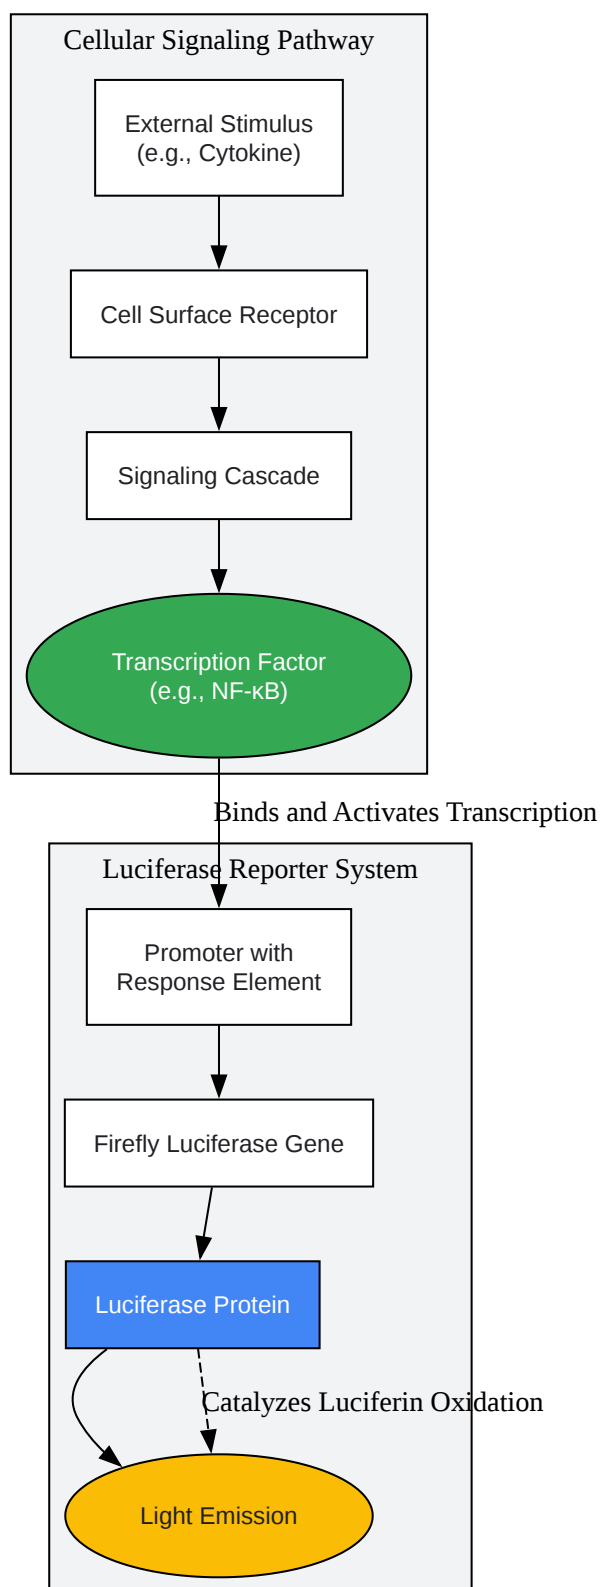 Cellular Signaling Pathway
External Stimulus
(e.g., Cytokine)
Cell Surface Receptor
Signaling Cascade
Transcription Factor
(e.g., NF-κB)
Binds and Activates Transcription
Luciferase Reporter System
Promoter with
Response Element
Firefly Luciferase Gene
Luciferase Protein
Catalyzes Luciferin Oxidation
Light Emission